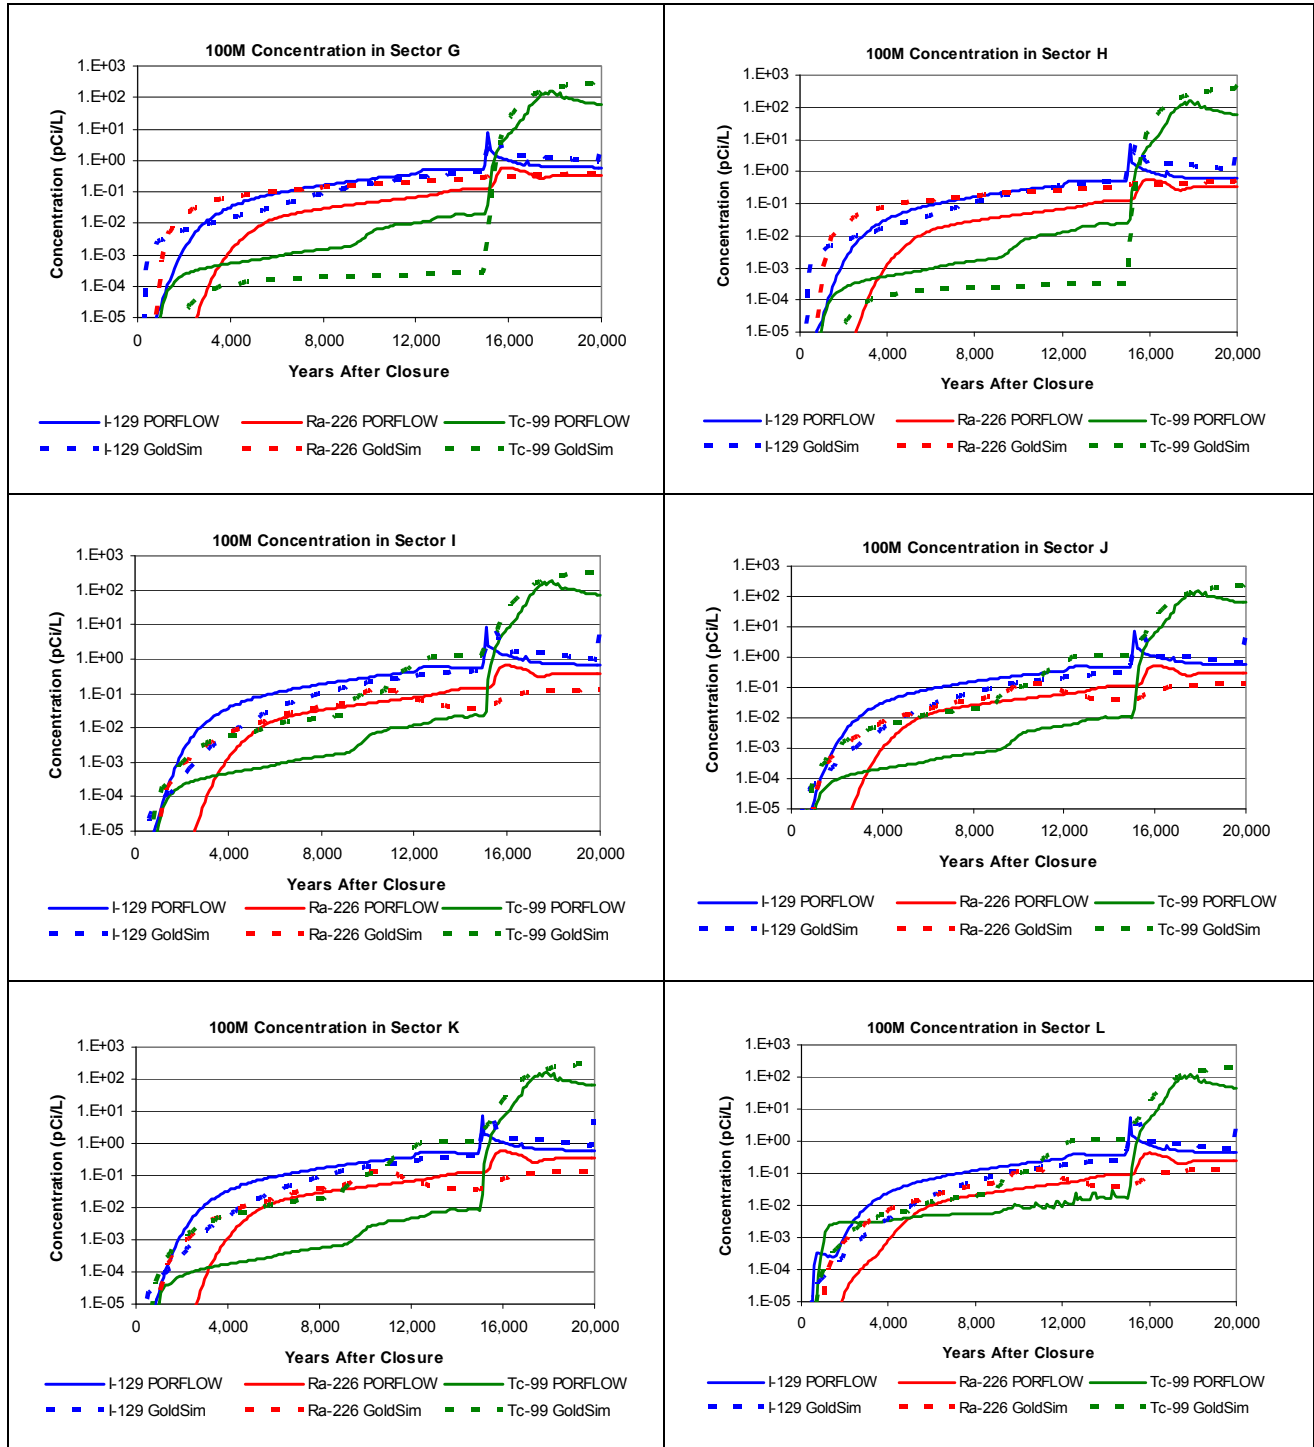 100M Concentration in Sector G
Concentration (pCi/L)
1.E+03
1.E+02
1.E+01
1.E+00
1.E-01
1.E-02
1.E-03
1.E-04
1.E-05
0 4,000 8,000 12,000 16,000 20,000
Years After Closure
I-129 PORFLOW Ra-226 PORFLOW Tc-99 PORFLOW
I-129 GoldSim Ra-226 GoldSim Tc-99 GoldSim
100M Concentration in Sector H
Concentration (pCi/L)
1.E+03
1.E+02
1.E+01
1.E+00
1.E-01
1.E-02
1.E-03
1.E-04
1.E-05
0 4,000 8,000 12,000 16,000 20,000
Years After Closure
I-129 PORFLOW Ra-226 PORFLOW Tc-99 PORFLOW
I-129 GoldSim Ra-226 GoldSim Tc-99 GoldSim
100M Concentration in Sector I
Concentration (pCi/L)
1.E+03
1.E+02
1.E+01
1.E+00
1.E-01
1.E-02
1.E-03
1.E-04
1.E-05
0 4,000 8,000 12,000 16,000 20,000
Years After Closure
I-129 PORFLOW Ra-226 PORFLOW Tc-99 PORFLOW
I-129 GoldSim Ra-226 GoldSim Tc-99 GoldSim
100M Concentration in Sector J
Concentration (pCi/L)
1.E+03
1.E+02
1.E+01
1.E+00
1.E-01
1.E-02
1.E-03
1.E-04
1.E-05
0 4,000 8,000 12,000 16,000 20,000
Years After Closure
I-129 PORFLOW Ra-226 PORFLOW Tc-99 PORFLOW
I-129 GoldSim Ra-226 GoldSim Tc-99 GoldSim
100M Concentration in Sector K
Concentration (pCi/L)
1.E+03
1.E+02
1.E+01
1.E+00
1.E-01
1.E-02
1.E-03
1.E-04
1.E-05
0 4,000 8,000 12,000 16,000 20,000
Years After Closure
I-129 PORFLOW Ra-226 PORFLOW Tc-99 PORFLOW
I-129 GoldSim Ra-226 GoldSim Tc-99 GoldSim
100M Concentration in Sector L
Concentration (pCi/L)
1.E+03
1.E+02
1.E+01
1.E+00
1.E-01
1.E-02
1.E-03
1.E-04
1.E-05
0 4,000 8,000 12,000 16,000 20,000
Years After Closure
I-129 PORFLOW Ra-226 PORFLOW Tc-99 PORFLOW
I-129 GoldSim Ra-226 GoldSim Tc-99 GoldSim